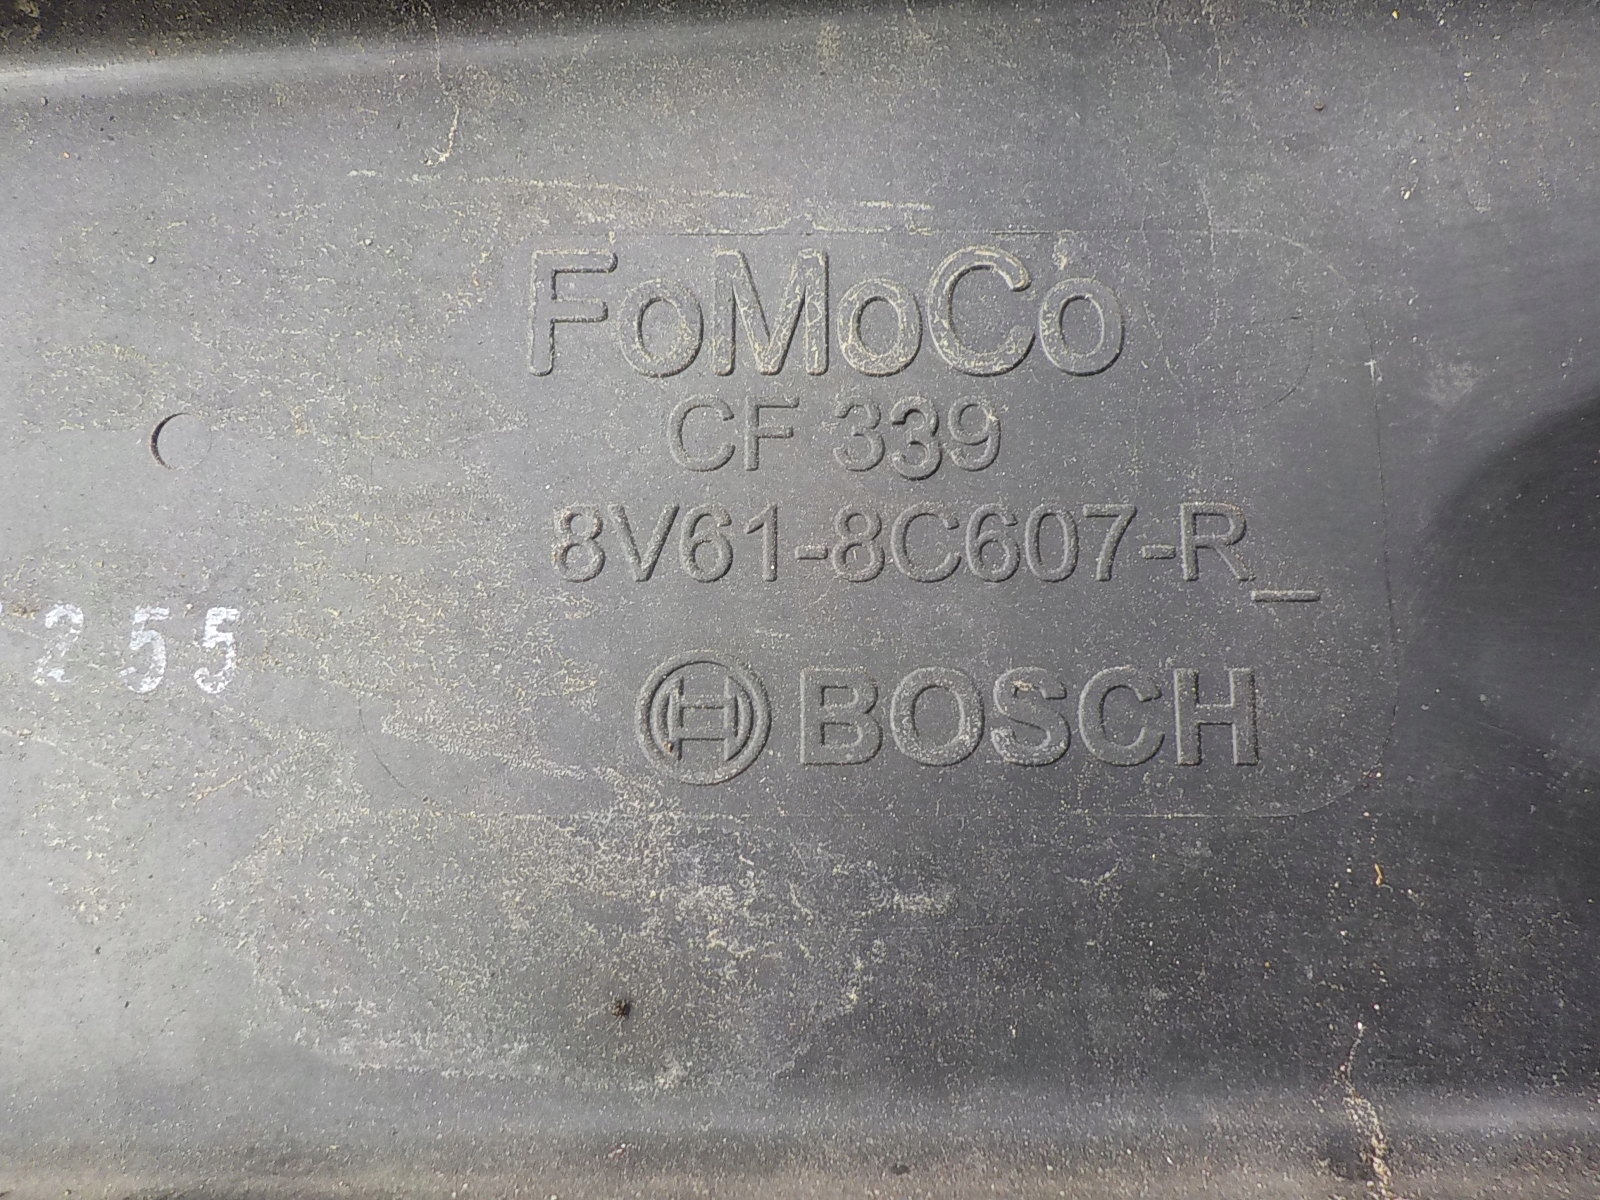 FoMoCo
CF 339
8V61-8C607-R_
255
BOSCH